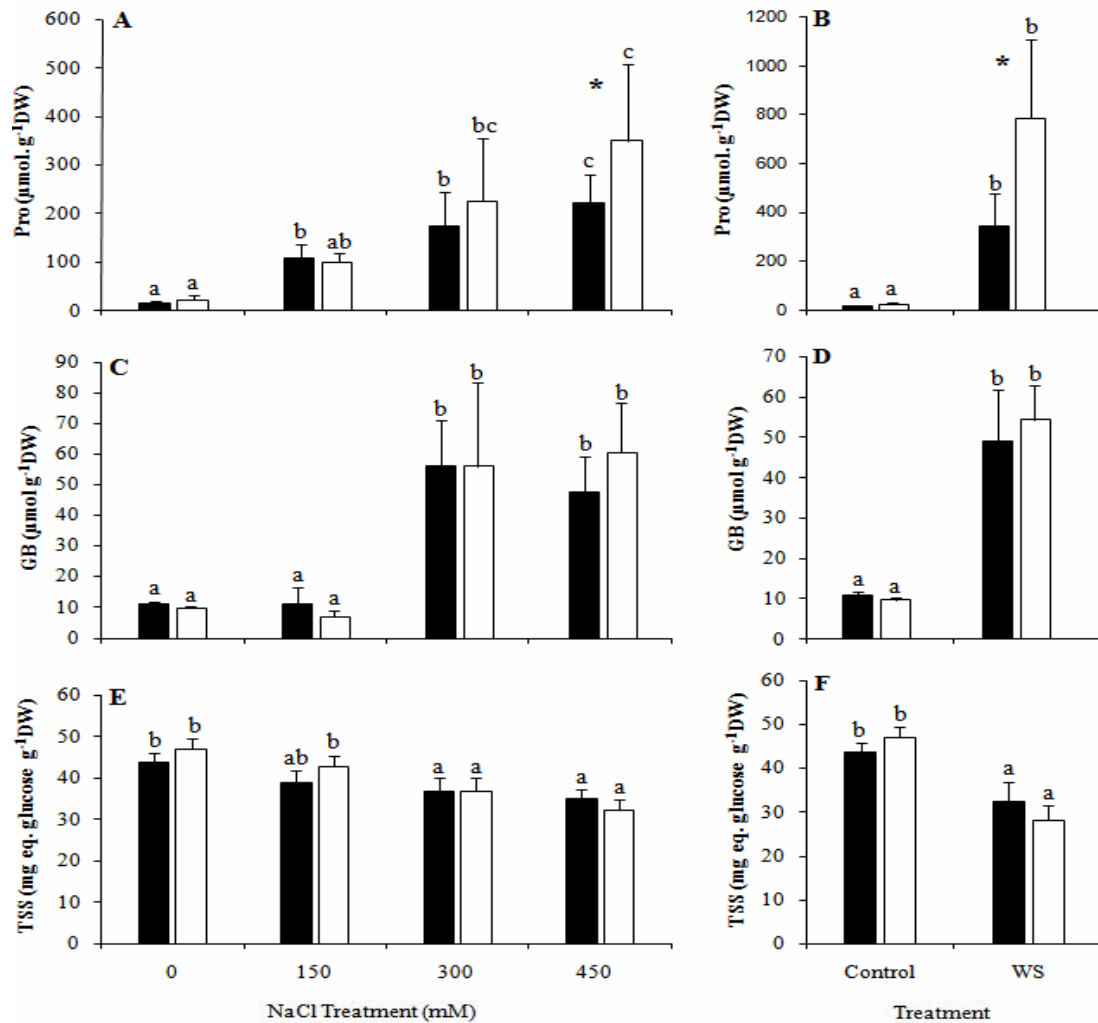 A
Pro (µmol.g-1DW)
600
500
400
300
200
100
0
a a b ab b bc * c c
B
Pro (µmol.g-1DW)
1200
1000
800
600
400
200
0
a a b * b
C
GB (µmol g-1DW)
90
80
70
60
50
40
30
20
10
0
a a a a b b b b
D
GB (µmol g-1DW)
70
60
50
40
30
20
10
0
a a b b
E
TSS (mg eq. glucose g-1DW)
60
50
40
30
20
10
0
b b ab b a a a a
0 150 300 450
NaCl Treatment (mM)
F
TSS (mg eq. glucose g-1DW)
60
50
40
30
20
10
0
b b a a
Control WS
Treatment